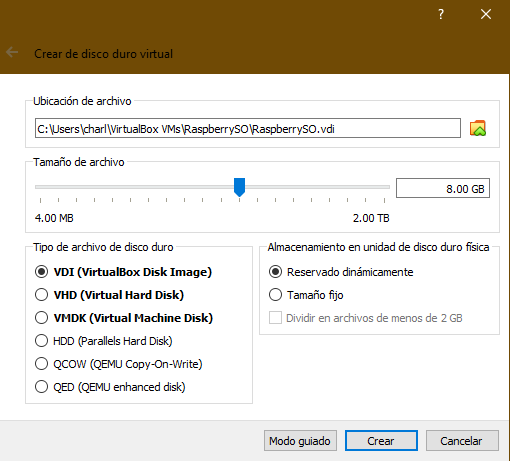 ?
Crear de disco duro virtual
Ubicación de archivo
C:\Users\charl\VirtualBox VMs\RaspberrySO\RaspberrySO.vdi
Tamaño de archivo
8.00 GB
4.00 MB
2.00 TB
Tipo de archivo de disco duro
VDI (VirtualBox Disk Image)
VHD (Virtual Hard Disk)
VMDK (Virtual Machine Disk)
HDD (Parallels Hard Disk)
QCOW (QEMU Copy-On-Write)
QED (QEMU enhanced disk)
Almacenamiento en unidad de disco duro física
Reservado dinámicamente
Tamaño fijo
Dividir en archivos de menos de 2 GB
Modo guiado
Crear
Cancelar